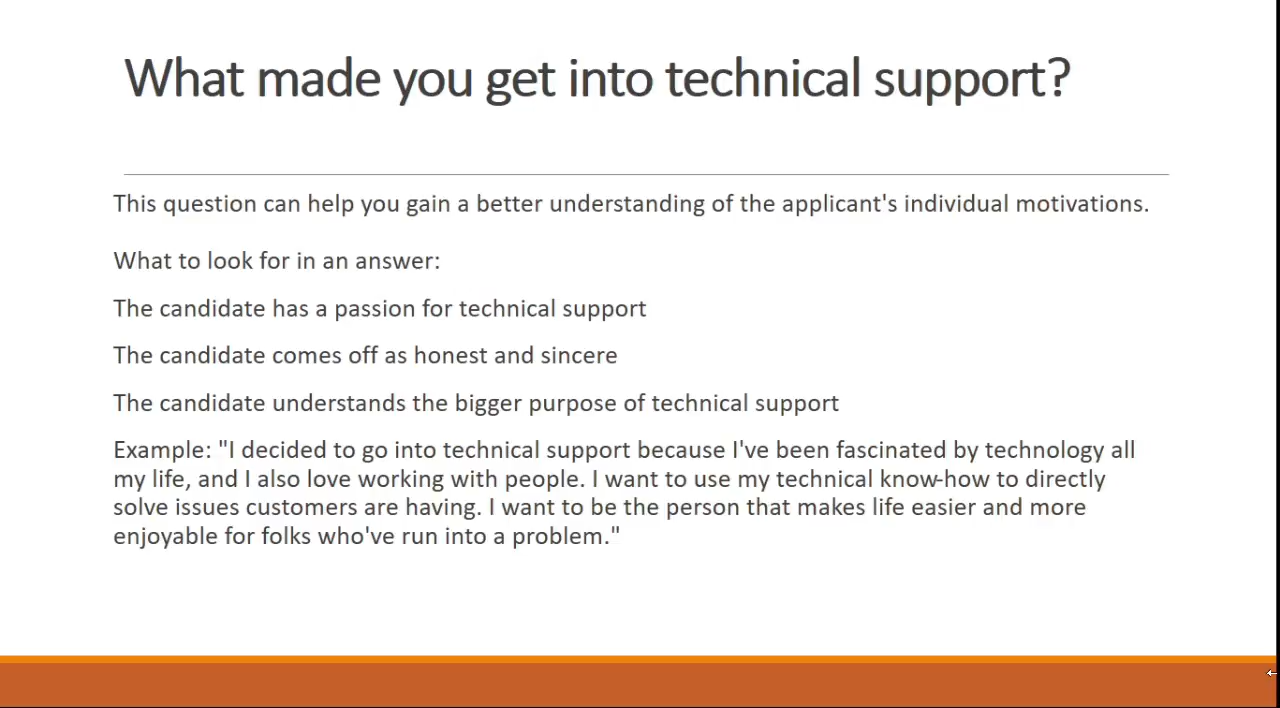 What made you get into technical support?
This question can help you gain a better understanding of the applicant's individual motivations.
What to look for in an answer:
The candidate has a passion for technical support
The candidate comes off as honest and sincere
The candidate understands the bigger purpose of technical support
Example: "I decided to go into technical support because I've been fascinated by technology all
my life, and I also love working with people. I want to use my technical know-how to directly
solve issues customers are having. I want to be the person that makes life easier and more
enjoyable for folks who've run into a problem."